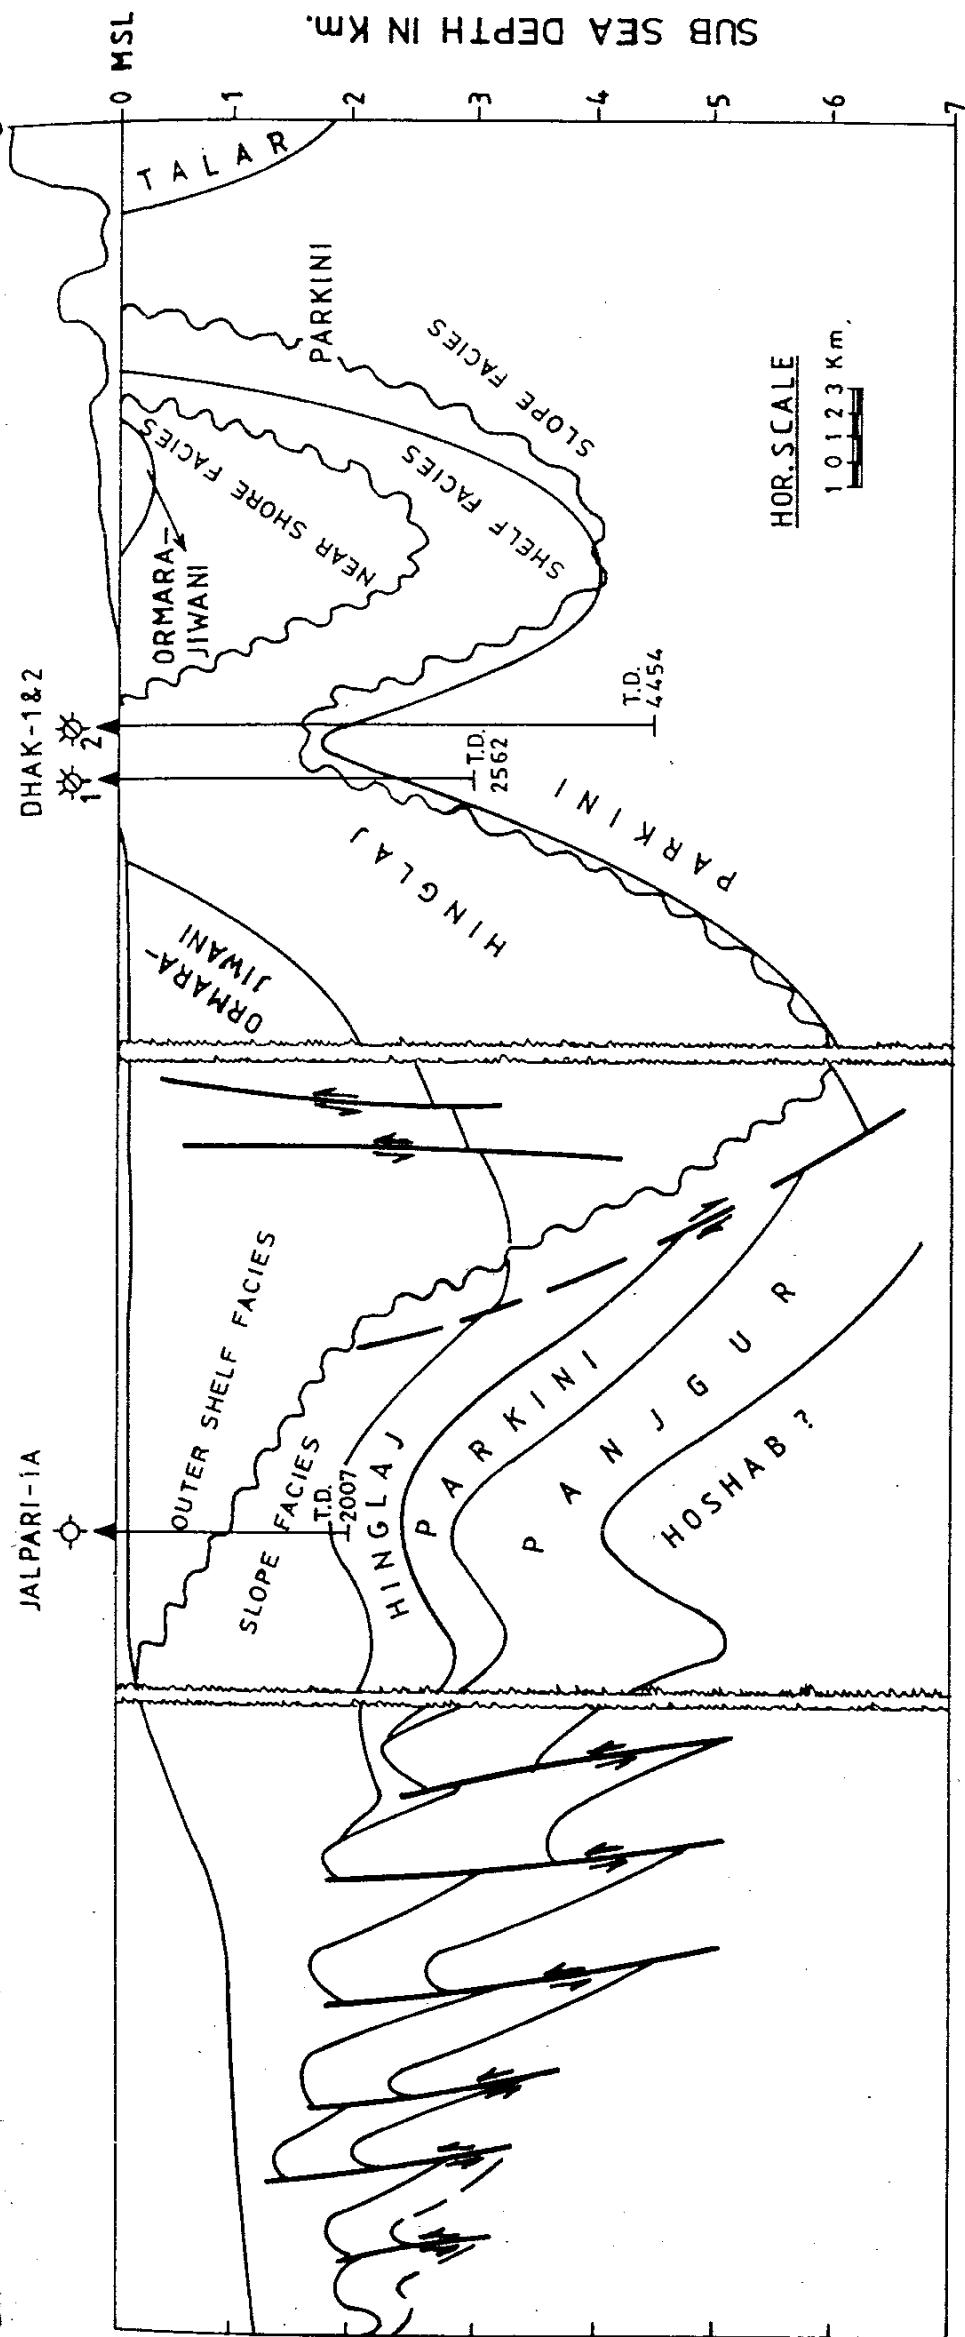 JALPARI-1A
DHAK-1&2
1
2
0 MSL
1
2
3
4
5
6
7
SUB SEA DEPTH IN Km.
OUTER SHELF FACIES
SLOPE FACIES
T.D.
2007
HINGLAJ
PARKINI
PANJGUR
HOSHAB?
ORMARA-
JIWANI
HINGLAJ
PARKINI
T.D.
2562
T.D.
4454
ORMARA-
JIWANI
NEAR SHORE FACIES
SHELF FACIES
SLOPE FACIES
PARKINI
TALAR
HOR. SCALE
1 0 1 2 3 Km.